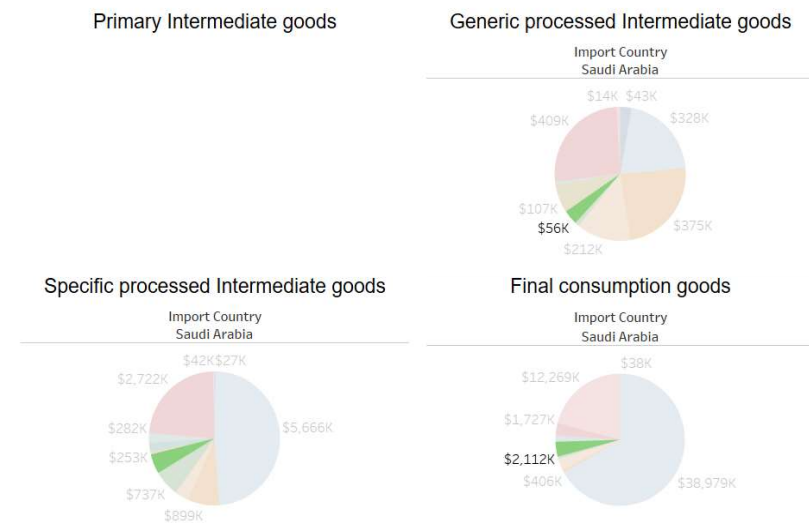 Primary Intermediate goods
Generic processed Intermediate goods
Import Country
Saudi Arabia
$14K $43K
$409K
$328K
$107K
$56K
$375K
$212K
Specific processed Intermediate goods
Import Country
Saudi Arabia
$42K$27K
$2,722K
$5,666K
$282K
$253K
$737K
$899K
Final consumption goods
Import Country
Saudi Arabia
$38K
$12,269K
$1,727K
$2,112K
$406K
$38,979K